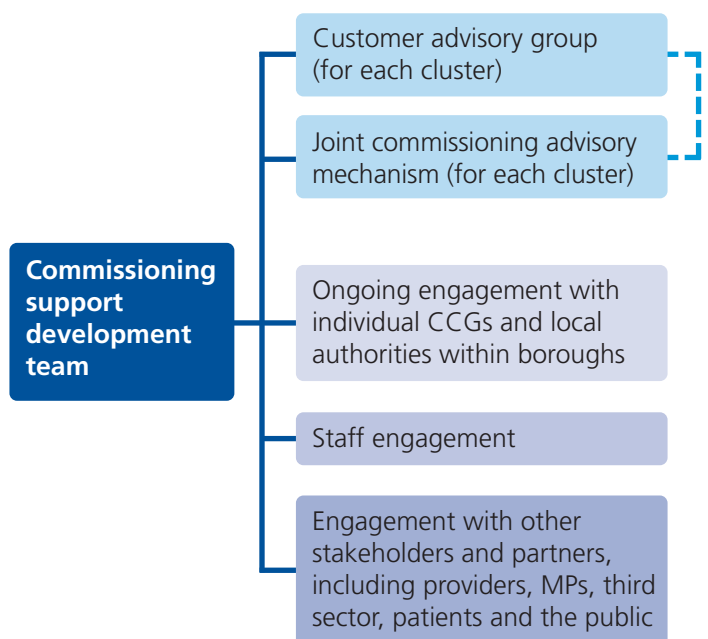 Customer advisory group
(for each cluster)
Joint commissioning advisory
mechanism (for each cluster)
Commissioning
support
development
team
Ongoing engagement with
individual CCGs and local
authorities within boroughs
Staff engagement
Engagement with other
stakeholders and partners,
including providers, MPs, third
sector, patients and the public